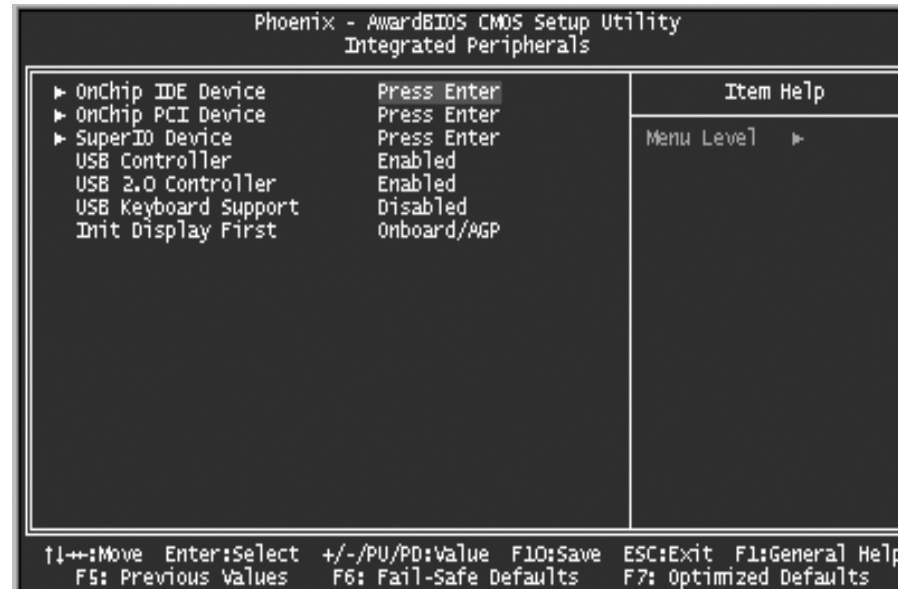 Phoenix - AwardBIOS CMOS Setup Utility
Integrated Peripherals
► OnChip IDE Device Press Enter
► OnChip PCI Device Press Enter
► SuperIO Device Press Enter
USB Controller Enabled
USB 2.0 Controller Enabled
USB Keyboard Support Disabled
Init Display First Onboard/AGP
Item Help
Menu Level ►
↑↓→←:Move Enter:Select +/-/PU/PD:Value F10:Save ESC:Exit F1:General Help
F5: Previous Values F6: Fail-Safe Defaults F7: Optimized Defaults